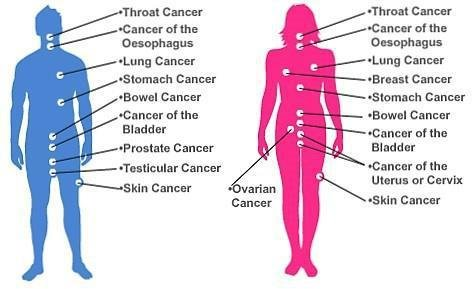 •Throat Cancer
•Cancer of the
Oesophagus
•Lung Cancer
•Stomach Cancer
•Bowel Cancer
•Cancer of the
Bladder
•Prostate Cancer
•Testicular Cancer
•Skin Cancer
•Throat Cancer
•Cancer of the
Oesophagus
•Lung Cancer
•Breast Cancer
•Stomach Cancer
•Bowel Cancer
•Cancer of the
Bladder
•Cancer of the
Uterus or Cervix
•Skin Cancer
•Ovarian
Cancer